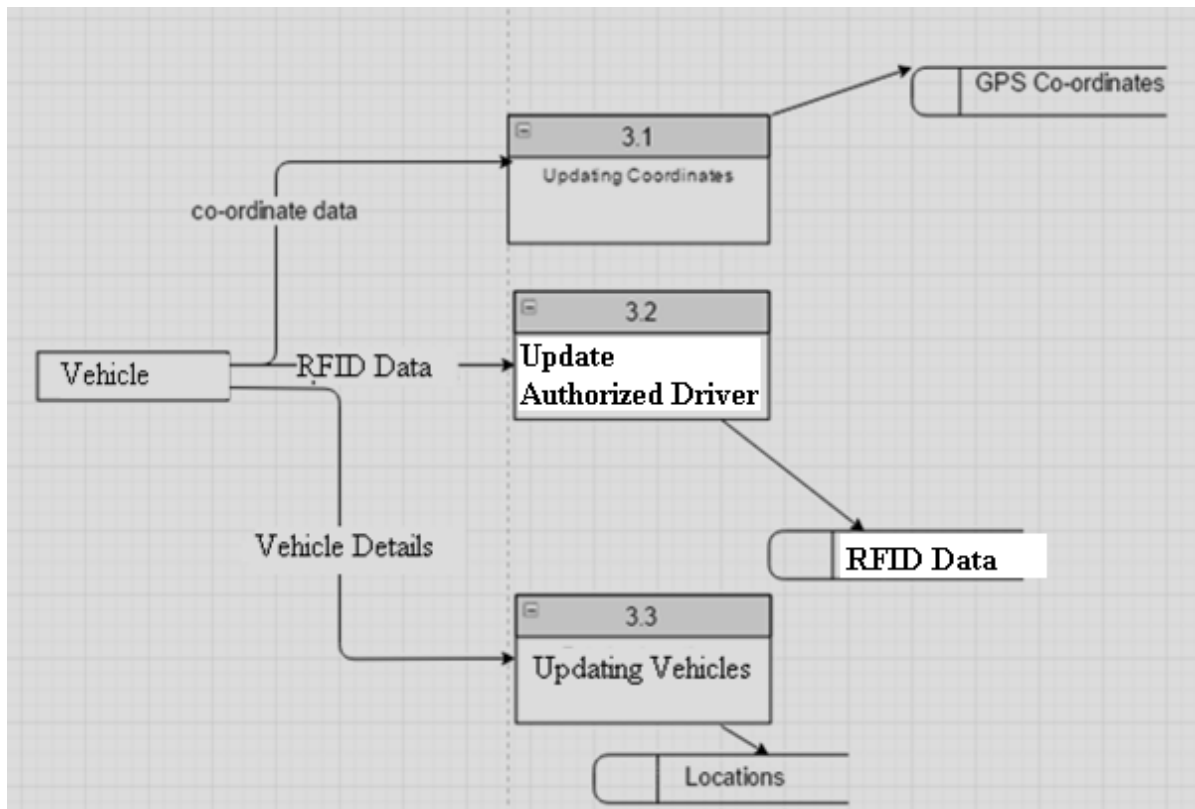 GPS Co-ordinates
3.1
Updating Coordinates
co-ordinate data
3.2
Vehicle
RFID Data
Update
Authorized Driver
Vehicle Details
RFID Data
3.3
Updating Vehicles
Locations